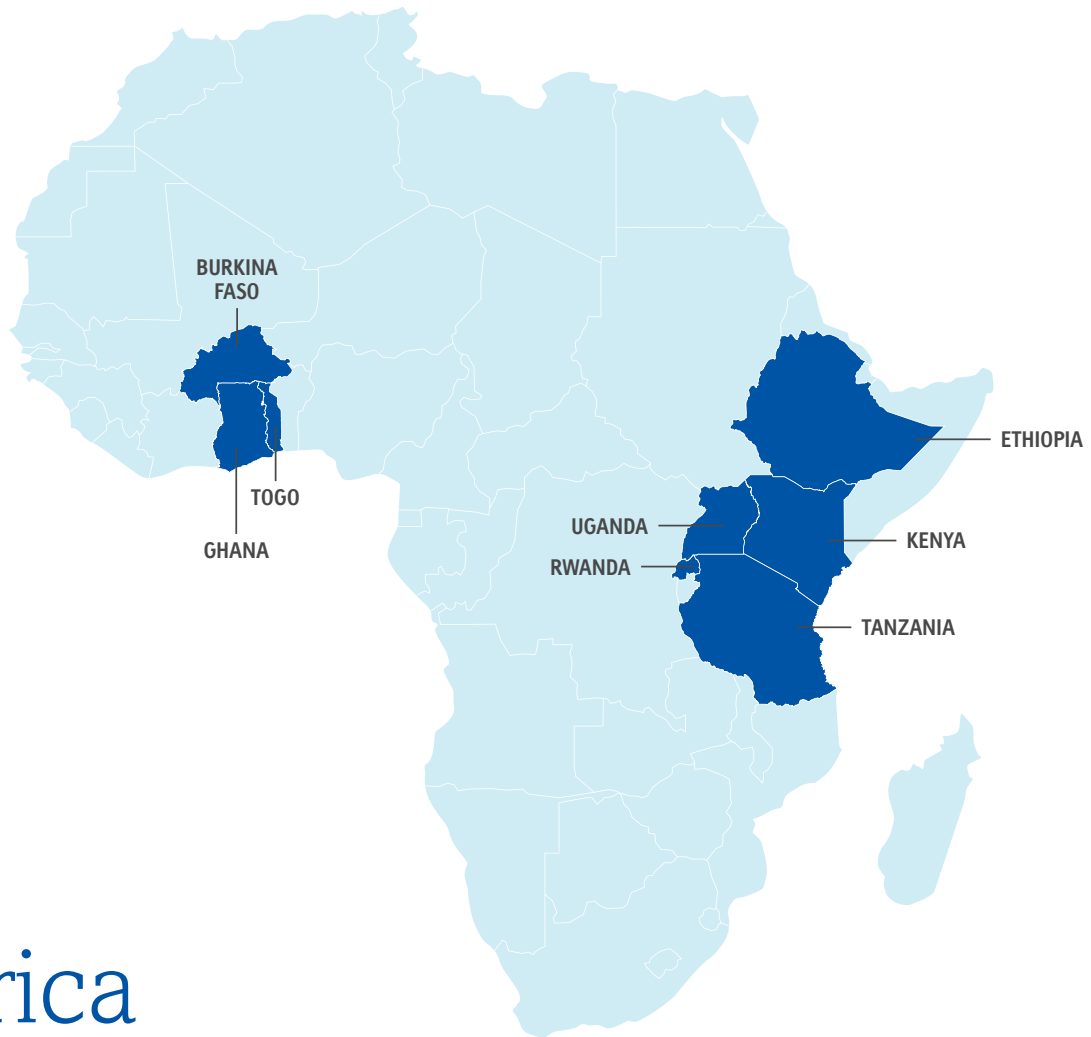 BURKINA
FASO
ETHIOPIA
TOGO
UGANDA
KENYA
GHANA
RWANDA
TANZANIA
rica